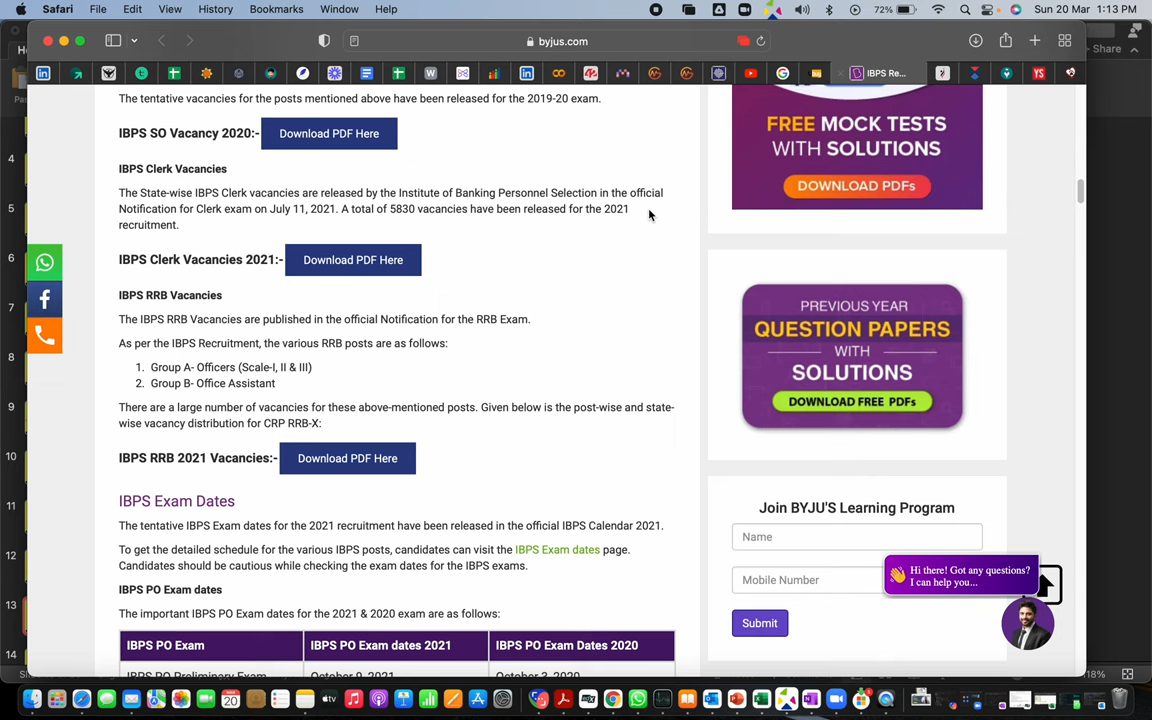 Safari File Edit View History Bookmarks Window Help
72% Sun 20 Mar 1:13 PM
byjus.com
Share
IBPS Re...
The tentative vacancies for the posts mentioned above have been released for the 2019-20 exam.
IBPS SO Vacancy 2020:- Download PDF Here
IBPS Clerk Vacancies
The State-wise IBPS Clerk vacancies are released by the Institute of Banking Personnel Selection in the official
Notification for Clerk exam on July 11, 2021. A total of 5830 vacancies have been released for the 2021
recruitment.
IBPS Clerk Vacancies 2021:- Download PDF Here
IBPS RRB Vacancies
The IBPS RRB Vacancies are published in the official Notification for the RRB Exam.
As per the IBPS Recruitment, the various RRB posts are as follows:
1. Group A- Officers (Scale-I, II & III)
2. Group B- Office Assistant
There are a large number of vacancies for these above-mentioned posts. Given below is the post-wise and state-
wise vacancy distribution for CRP RRB-X:
IBPS RRB 2021 Vacancies:- Download PDF Here
IBPS Exam Dates
The tentative IBPS Exam dates for the 2021 recruitment have been released in the official IBPS Calendar 2021.
To get the detailed schedule for the various IBPS posts, candidates can visit the IBPS Exam dates page.
Candidates should be cautious while checking the exam dates for the IBPS exams.
IBPS PO Exam dates
The important IBPS PO Exam dates for the 2021 & 2020 exam are as follows:
IBPS PO Exam IBPS PO Exam dates 2021 IBPS PO Exam Dates 2020
IBPS PO Preliminary Exam October 9, 2021 October 3, 2020
FREE MOCK TESTS
WITH SOLUTIONS
DOWNLOAD PDFs
PREVIOUS YEAR
QUESTION PAPERS
WITH
SOLUTIONS
DOWNLOAD FREE PDFs
Join BYJU'S Learning Program
Name
Mobile Number
Hi there! Got any questions?
I can help you...
Submit
4
5
6
7
8
9
10
11
12
13
14
18%